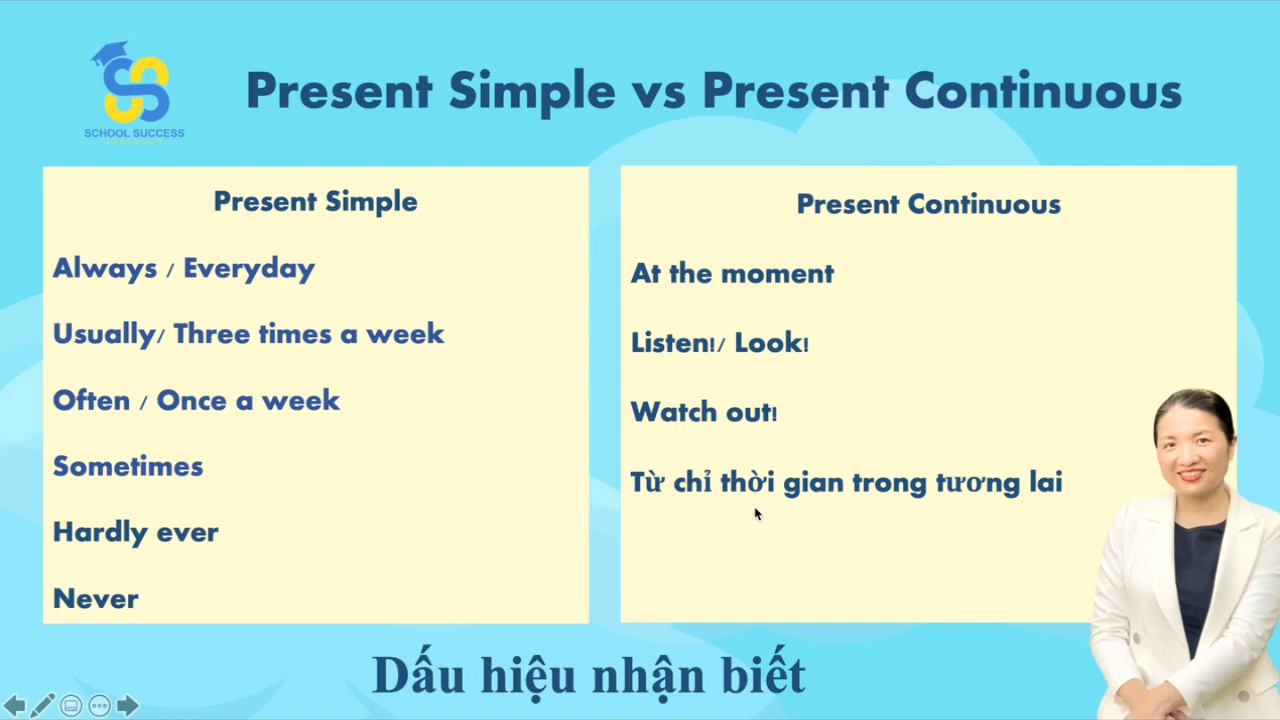 SCHOOL SUCCESS
Present Simple vs Present Continuous
Present Simple
Always / Everyday
Usually/ Three times a week
Often / Once a week
Sometimes
Hardly ever
Never
Present Continuous
At the moment
Listen!/ Look!
Watch out!
Từ chỉ thời gian trong tương lai
Dấu hiệu nhận biết